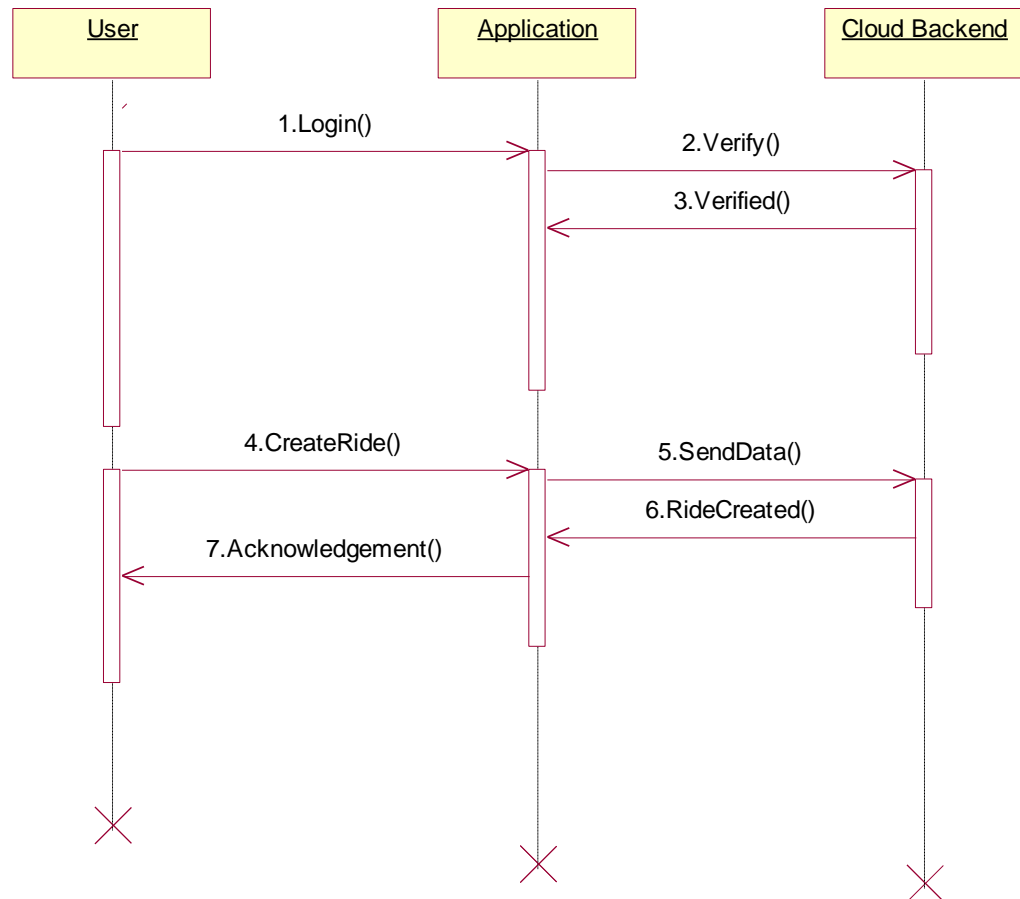 User
Application
Cloud Backend
1.Login()
2.Verify()
3.Verified()
4.CreateRide()
5.SendData()
6.RideCreated()
7.Acknowledgement()